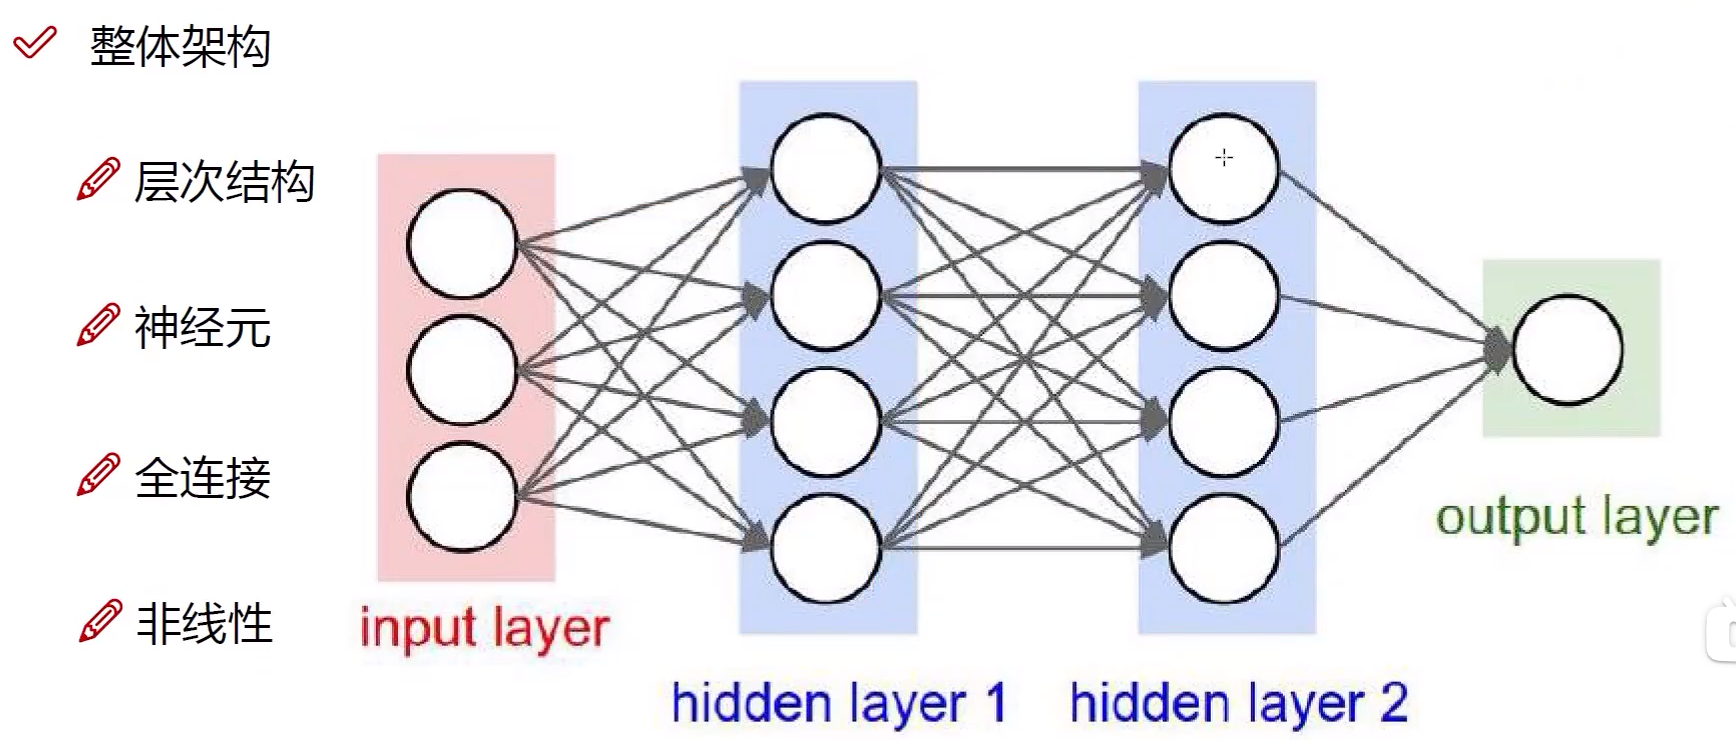 整体架构
层次结构
神经元
全连接
非线性
input layer
hidden layer 1
hidden layer 2
output layer